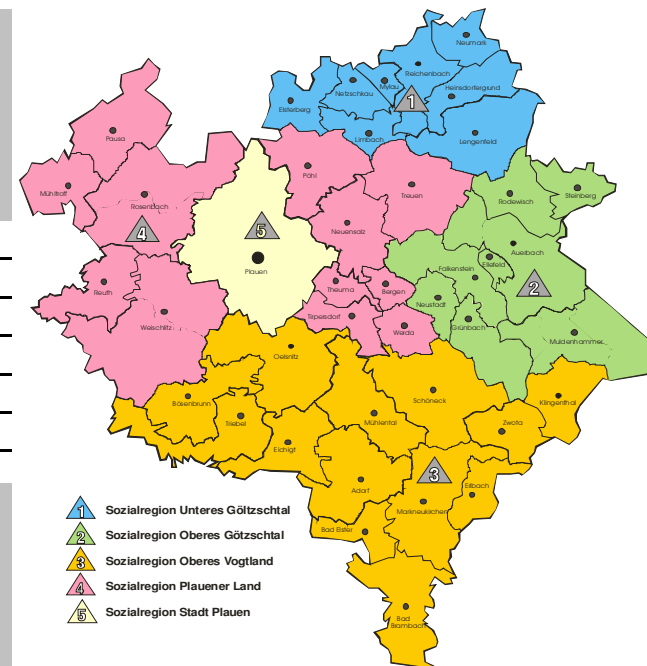 Neumark
Reichenbach
Mylau
Netzschkau
Heinsdorfergrund
Elsterberg
1
Limbach
Lengenfeld
Pausa
Pöhl
Mühltroff
Treuen
Rodewisch
Steinberg
Rosenbach
Neuensalz
4
5
Auerbach
Ellefeld
Plauen
Falkenstein
Reuth
Theuma
Bergen
2
Neustadt
Weischlitz
Tirpersdorf
Werda
Grünbach
Muldenhammer
Oelsnitz
Bösenbrunn
Schöneck
Klingenthal
Triebel
Mühlental
Zwota
Eichigt
3
Adorf
Erlbach
Markneukirchen
Bad Elster
Bad
Brambach
1 Sozialregion Unteres Göltzschtal
2 Sozialregion Oberes Götzschtal
3 Sozialregion Oberes Vogtland
4 Sozialregion Plauener Land
5 Sozialregion Stadt Plauen